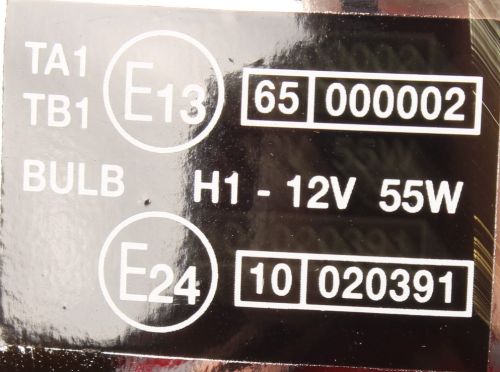 TA1 E13 65 000002
TB1
BULB H1 - 12V 55W
E24 10 020391